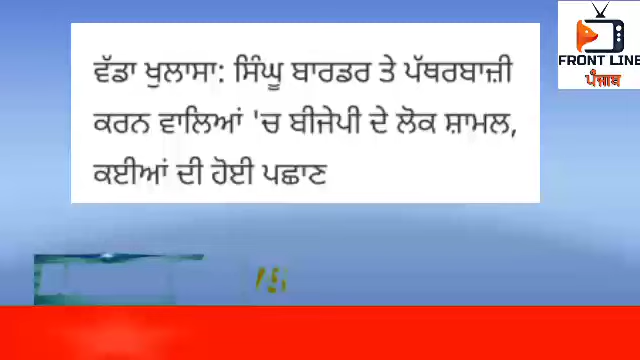 FRONT LINE
ਪੰਜਾਬ
ਵੱਡਾ ਖੁਲਾਸਾ: ਸਿੰਘੂ ਬਾਰਡਰ ਤੇ ਪੱਥਰਬਾਜ਼ੀ
ਕਰਨ ਵਾਲਿਆਂ 'ਚ ਬੀਜੇਪੀ ਦੇ ਲੋਕ ਸ਼ਾਮਲ,
ਕਈਆਂ ਦੀ ਹੋਈ ਪਛਾਣ